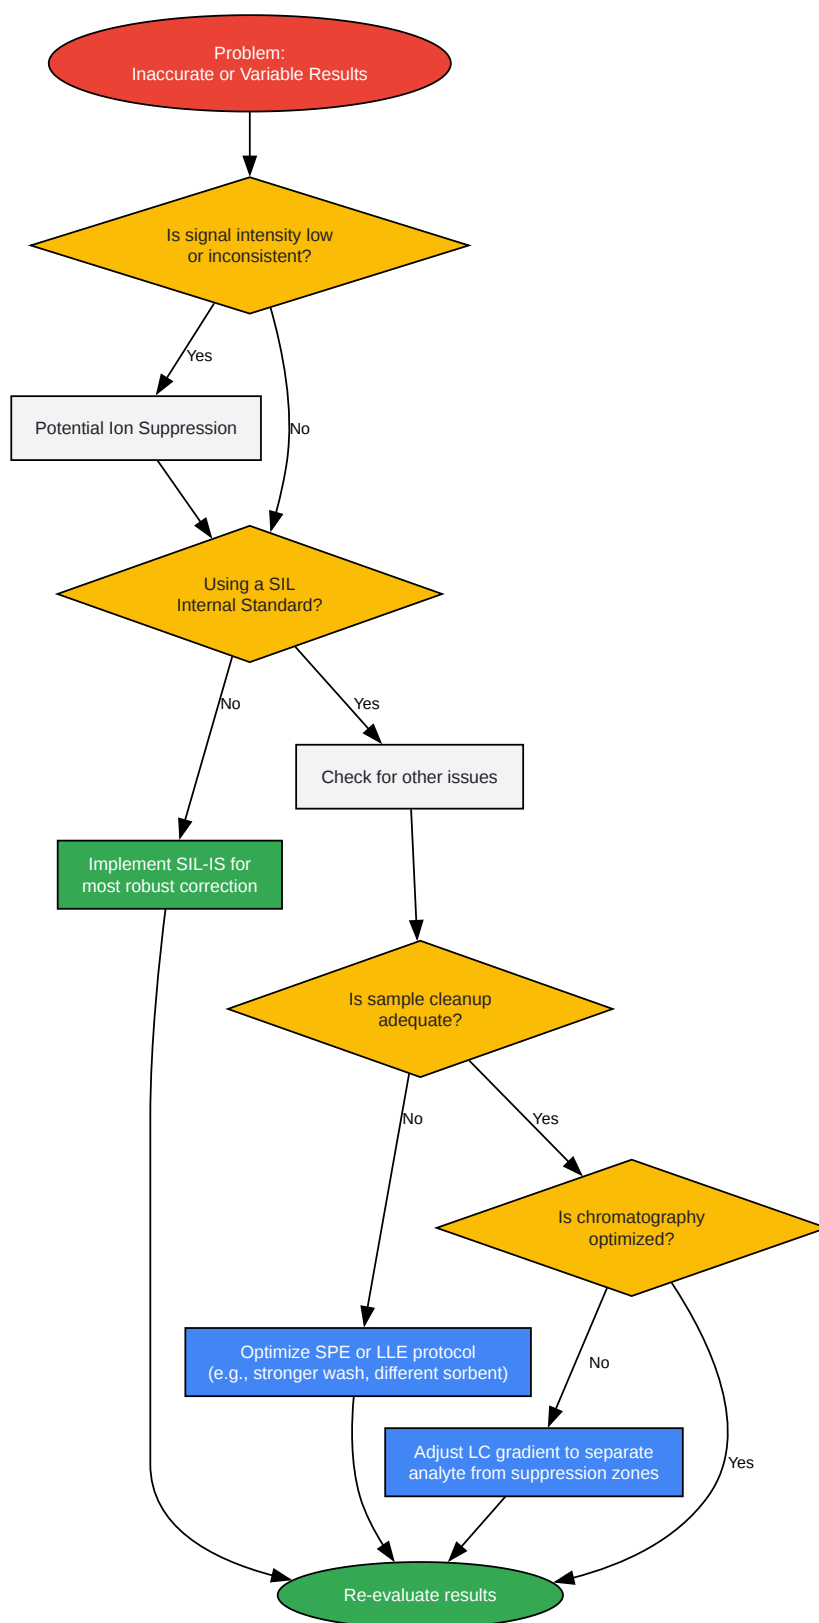 Problem:
Inaccurate or Variable Results
Is signal intensity low
or inconsistent?
Yes
Potential Ion Suppression
No
Using a SIL
Internal Standard?
No
Yes
Check for other issues
Implement SIL-IS for
most robust correction
Is sample cleanup
adequate?
No
Yes
Is chromatography
optimized?
Optimize SPE or LLE protocol
(e.g., stronger wash, different sorbent)
No
Adjust LC gradient to separate
analyte from suppression zones
Yes
Re-evaluate results